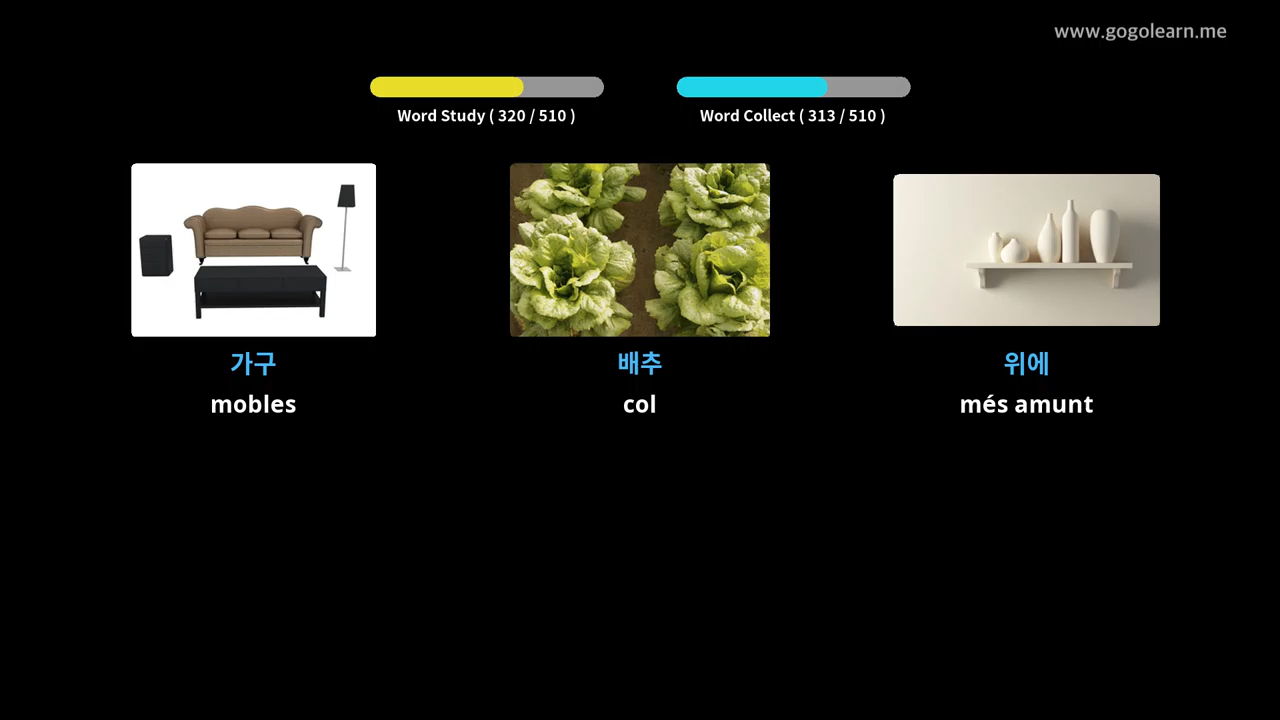 www.gogolearn.me
Word Study ( 320 / 510 )
Word Collect ( 313 / 510 )
가구
배추
위에
mobles
col
més amunt